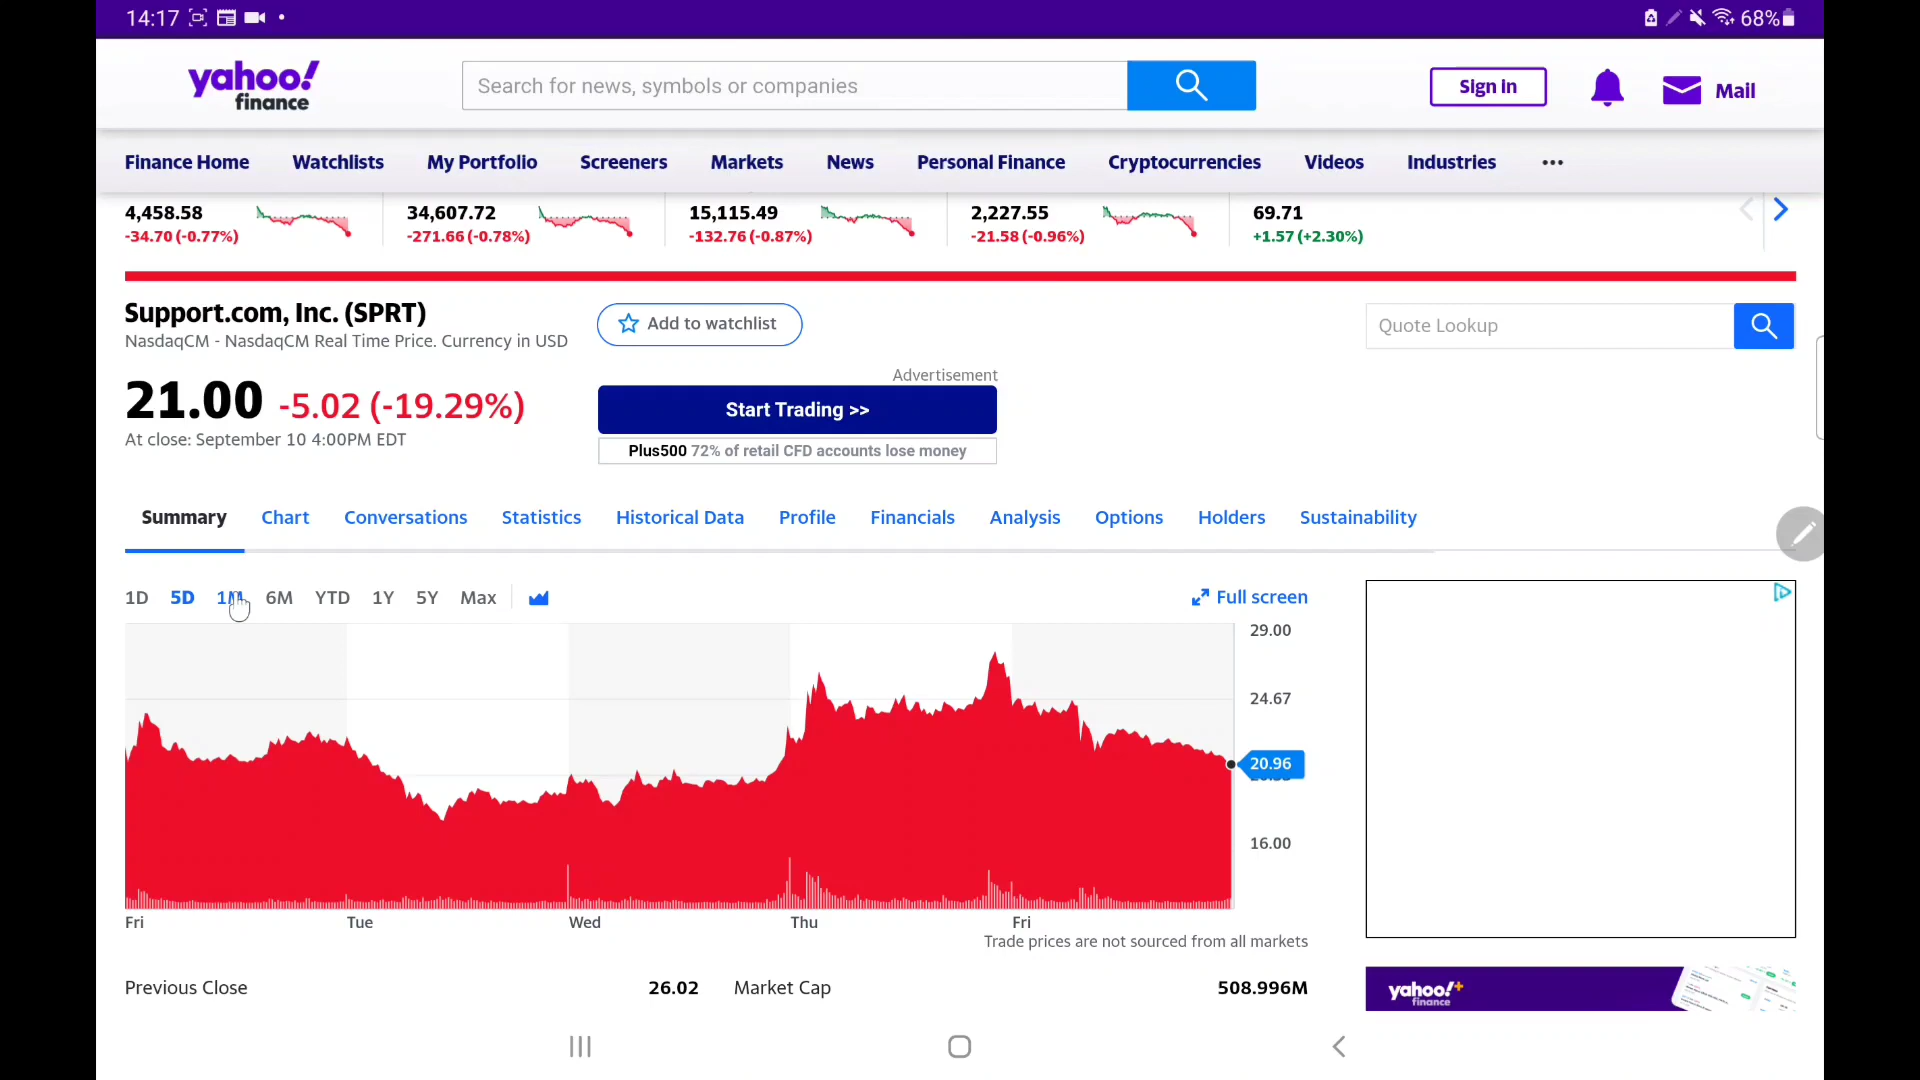 14:17
68%
yahoo!
finance
Search for news, symbols or companies
Sign In
Mail
Finance Home Watchlists My Portfolio Screeners Markets News Personal Finance Cryptocurrencies Videos Industries ...
4,458.58 34,607.72 15,115.49 2,227.55 69.71
-34.70 (-0.77%) -271.66 (-0.78%) -132.76 (-0.87%) -21.58 (-0.96%) +1.57 (+2.30%)
Support.com, Inc. (SPRT)
NasdaqCM - NasdaqCM Real Time Price. Currency in USD
Add to watchlist
Quote Lookup
21.00 -5.02 (-19.29%)
At close: September 10 4:00PM EDT
Advertisement
Start Trading >>
Plus500 72% of retail CFD accounts lose money
Summary Chart Conversations Statistics Historical Data Profile Financials Analysis Options Holders Sustainability
1D 5D 1M 6M YTD 1Y 5Y Max
Full screen
29.00
24.67
20.96
16.00
Fri Tue Wed Thu Fri
Trade prices are not sourced from all markets
Previous Close 26.02 Market Cap 508.996M
yahoo!+
finance